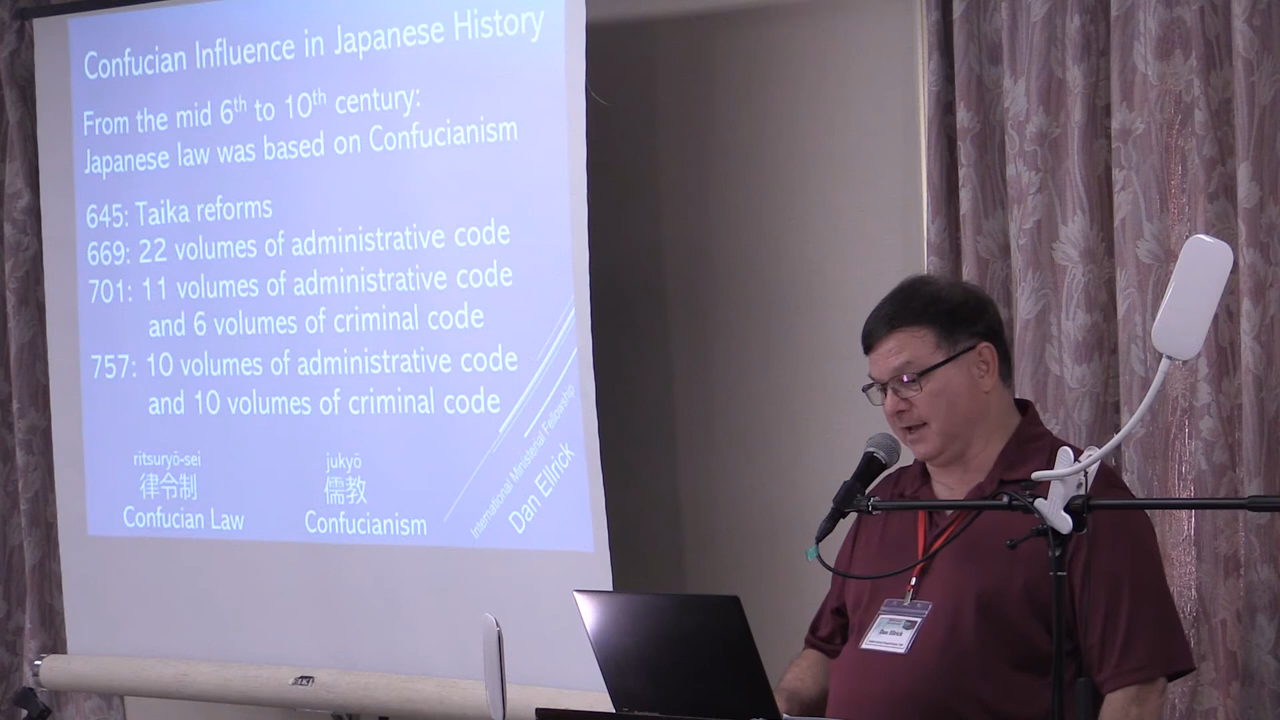 Confucian Influence in Japanese History
From the mid 6th to 10th century:
Japanese law was based on Confucianism
645: Taika reforms
669: 22 volumes of administrative code
701: 11 volumes of administrative code
and 6 volumes of criminal code
757: 10 volumes of administrative code
and 10 volumes of criminal code
ritsuryō-sei
律令制
Confucian Law
jukyō
儒教
Confucianism
International Ministerial Fellowship
Dan Ellrick
Dan Ellrick